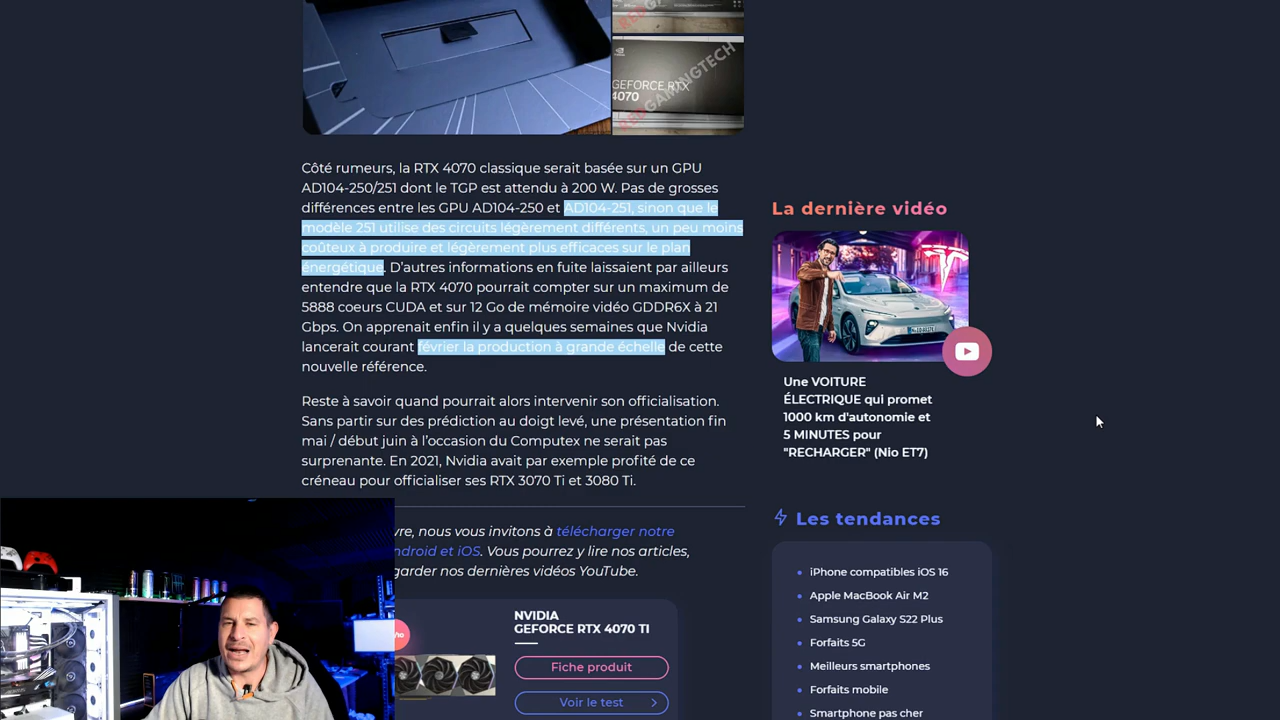 GEFORCE RTX
4070
REDGAMINGTECH
Côté rumeurs, la RTX 4070 classique serait basée sur un GPU
AD104-250/251 dont le TGP est attendu à 200 W. Pas de grosses
différences entre les GPU AD104-250 et AD104-251, sinon que le
modèle 251 utilise des circuits légèrement différents, un peu moins
coûteux à produire et légèrement plus efficaces sur le plan
énergétique. D'autres informations en fuite laissaient par ailleurs
entendre que la RTX 4070 pourrait compter sur un maximum de
5888 coeurs CUDA et sur 12 Go de mémoire vidéo GDDR6X à 21
Gbps. On apprenait enfin il y a quelques semaines que Nvidia
lancerait courant février la production à grande échelle de cette
nouvelle référence.
Reste à savoir quand pourrait alors intervenir son officialisation.
Sans partir sur des prédiction au doigt levé, une présentation fin
mai / début juin à l'occasion du Computex ne serait pas
surprenante. En 2021, Nvidia avait par exemple profité de ce
créneau pour officialiser ses RTX 3070 Ti et 3080 Ti.
vre, nous vous invitons à télécharger notre
ndroid et iOS. Vous pourrez y lire nos articles,
garder nos dernières vidéos YouTube.
NVIDIA
GEFORCE RTX 4070 TI
Fiche produit
Voir le test
La dernière vidéo
Une VOITURE
ÉLECTRIQUE qui promet
1000 km d'autonomie et
5 MINUTES pour
"RECHARGER" (Nio ET7)
Les tendances
iPhone compatibles iOS 16
Apple MacBook Air M2
Samsung Galaxy S22 Plus
Forfaits 5G
Meilleurs smartphones
Forfaits mobile
Smartphone pas cher